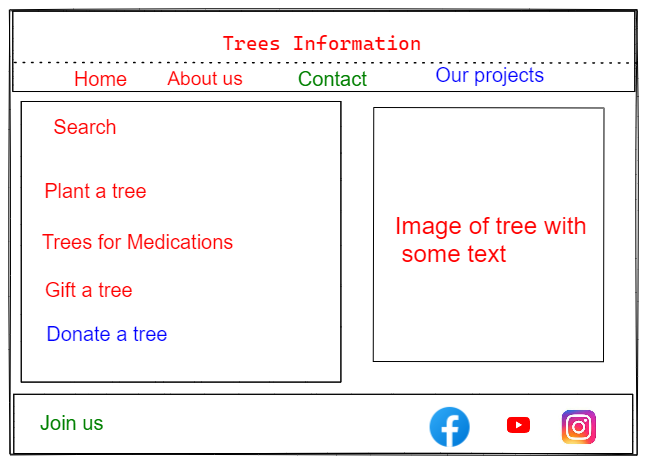 Trees Information
Home About us Contact Our projects
Search
Plant a tree
Trees for Medications
Gift a tree
Donate a tree
Image of tree with
some text
Join us